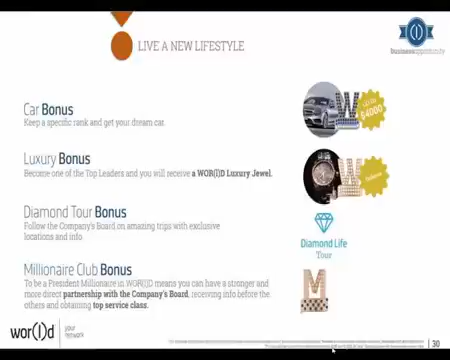 LIVE A NEW LIFESTYLE
businessopportunity
Car Bonus
Keep a specific rank and get your dream car.
$4000
Luxury Bonus
Become one of the Top Leaders and you will receive a WOR(I)D Luxury Jewel.
Diamond Tour Bonus
Follow the Company's Board on amazing trips with exclusive
locations and info.
Diamond Life
Tour
Millionaire Club Bonus
To be a President Millionaire in WOR(I)D means you can have a stronger and
more direct partnership with the Company's Board, receiving info before the
others and obtaining top service class.
M
wor(l)d
your
network
30